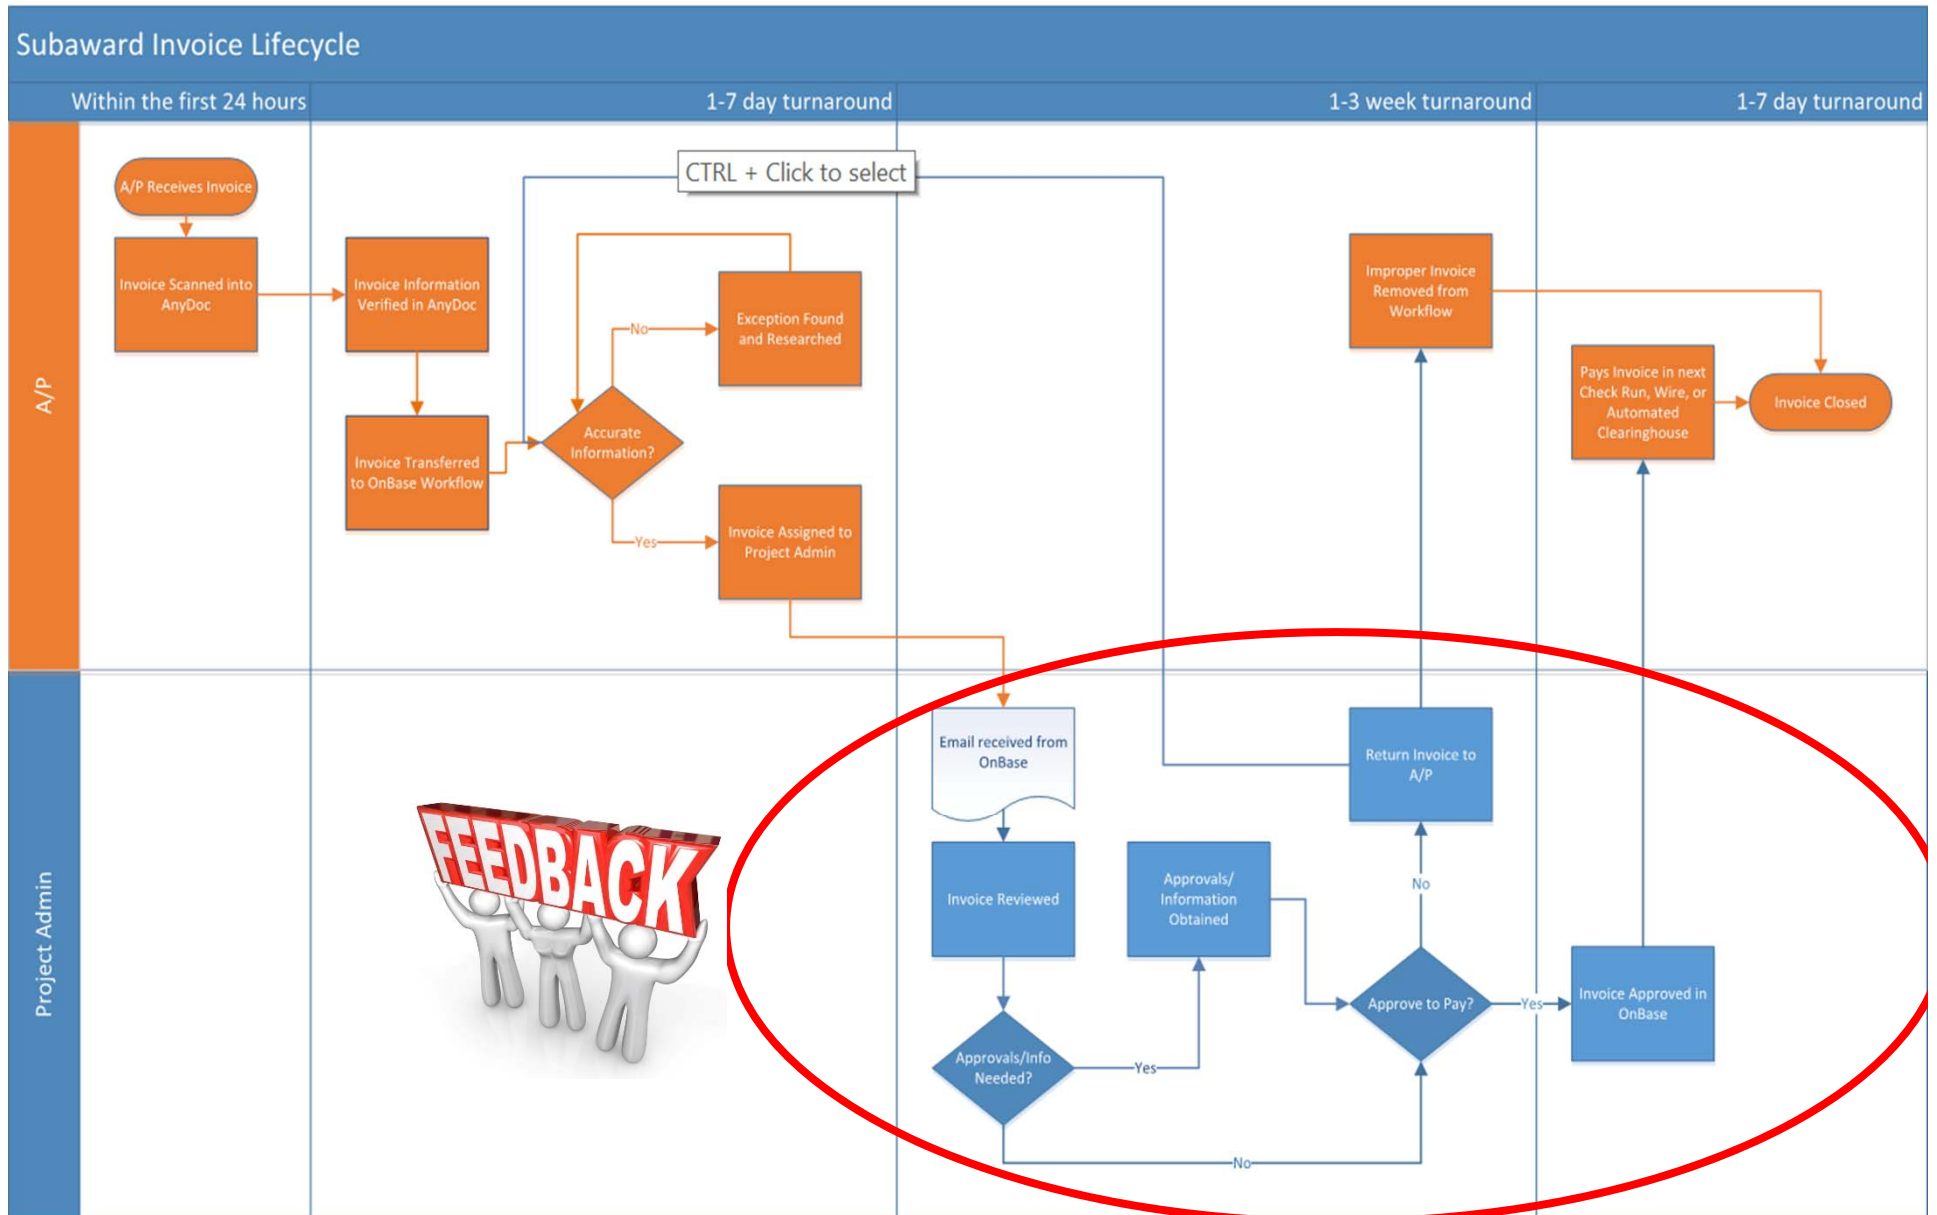 Subaward Invoice Lifecycle
Within the first 24 hours
1-7 day turnaround
1-3 week turnaround
1-7 day turnaround
A/P
A/P Receives Invoice
Invoice Scanned into
AnyDoc
Invoice Information
Verified in AnyDoc
Invoice Transferred
to OnBase Workflow
CTRL + Click to select
Accurate
Information?
No
Exception Found
and Researched
Yes
Invoice Assigned to
Project Admin
Improper Invoice
Removed from
Workflow
Pays Invoice in next
Check Run, Wire, or
Automated
Clearinghouse
Invoice Closed
Project Admin
FEEDBACK
Email received from
OnBase
Invoice Reviewed
Approvals/Info
Needed?
Yes
No
Approvals/
Information
Obtained
Return Invoice to
A/P
No
Approve to Pay?
Yes
Invoice Approved in
OnBase